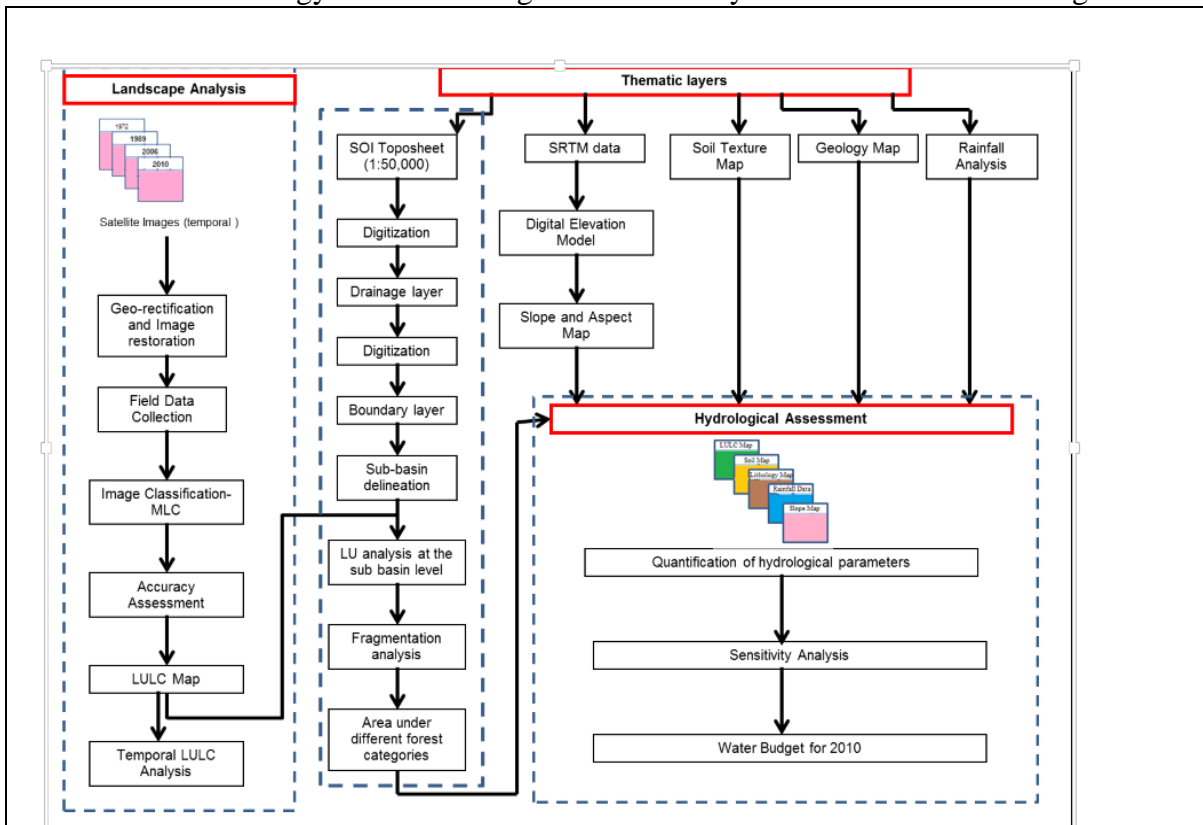 Landscape Analysis
1972
1989
2006
2010
Satellite Images (temporal )
Geo-rectification
and Image
restoration
Field Data
Collection
Image Classification-
MLC
Accuracy
Assessment
LULC Map
Temporal LULC
Analysis
Thematic layers
SOI Toposheet
(1:50,000)
Digitization
Drainage layer
Digitization
Boundary layer
Sub-basin
delineation
LU analysis at the
sub basin level
Fragmentation
analysis
Area under
different forest
categories
SRTM data
Digital Elevation
Model
Slope and Aspect
Map
Soil Texture
Map
Geology Map
Rainfall
Analysis
Hydrological Assessment
LULC Map
Soil Map
Lithology Map
Rainfall Data
Slope Map
Quantification of hydrological parameters
Sensitivity Analysis
Water Budget for 2010